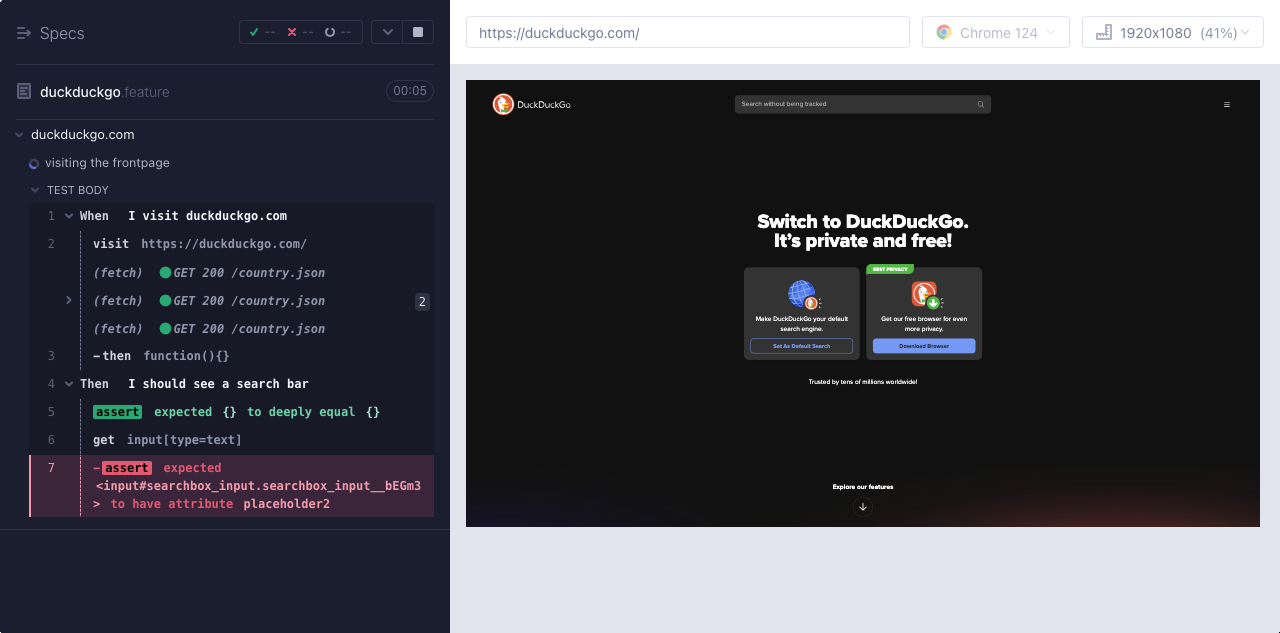 Specs
-- -- --
duckduckgo.feature 00:05
duckduckgo.com
visiting the frontpage
TEST BODY
1 When I visit duckduckgo.com
2 visit https://duckduckgo.com/
(fetch) GET 200 /country.json
(fetch) GET 200 /country.json 2
(fetch) GET 200 /country.json
3 -then function(){}
4 Then I should see a search bar
5 assert expected {} to deeply equal {}
6 get input[type=text]
7 -assert expected
<input#searchbox_input.searchbox_input__bEGm3
> to have attribute placeholder2
https://duckduckgo.com/
Chrome 124
1920x1080 (41%)
DuckDuckGo
Search without being tracked
Switch to DuckDuckGo.
It's private and free!
Make DuckDuckGo your default
search engine.
Set As Default Search
BEST PRIVACY
Get our free browser for even
more privacy.
Download Browser
Trusted by tens of millions worldwide!
Explore our features